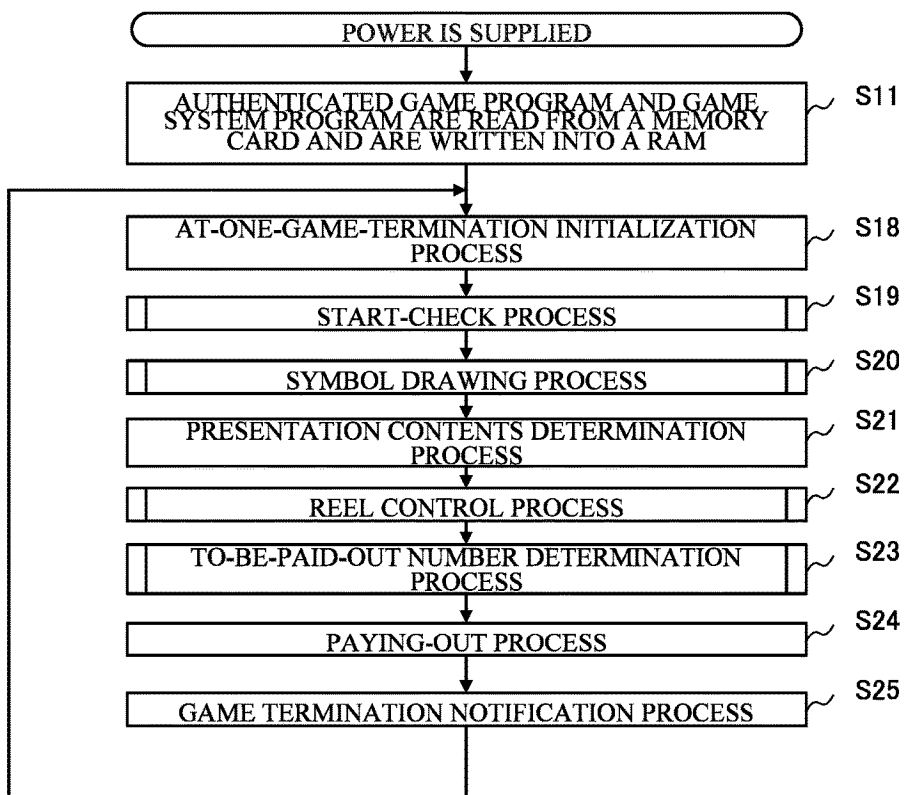 POWER IS SUPPLIED
AUTHENTICATED GAME PROGRAM AND GAME
SYSTEM PROGRAM ARE READ FROM A MEMORY
CARD AND ARE WRITTEN INTO A RAM
S11
AT-ONE-GAME-TERMINATION INITIALIZATION
PROCESS
S18
START-CHECK PROCESS
S19
SYMBOL DRAWING PROCESS
S20
PRESENTATION CONTENTS DETERMINATION
PROCESS
S21
REEL CONTROL PROCESS
S22
TO-BE-PAID-OUT NUMBER DETERMINATION
PROCESS
S23
PAYING-OUT PROCESS
S24
GAME TERMINATION NOTIFICATION PROCESS
S25